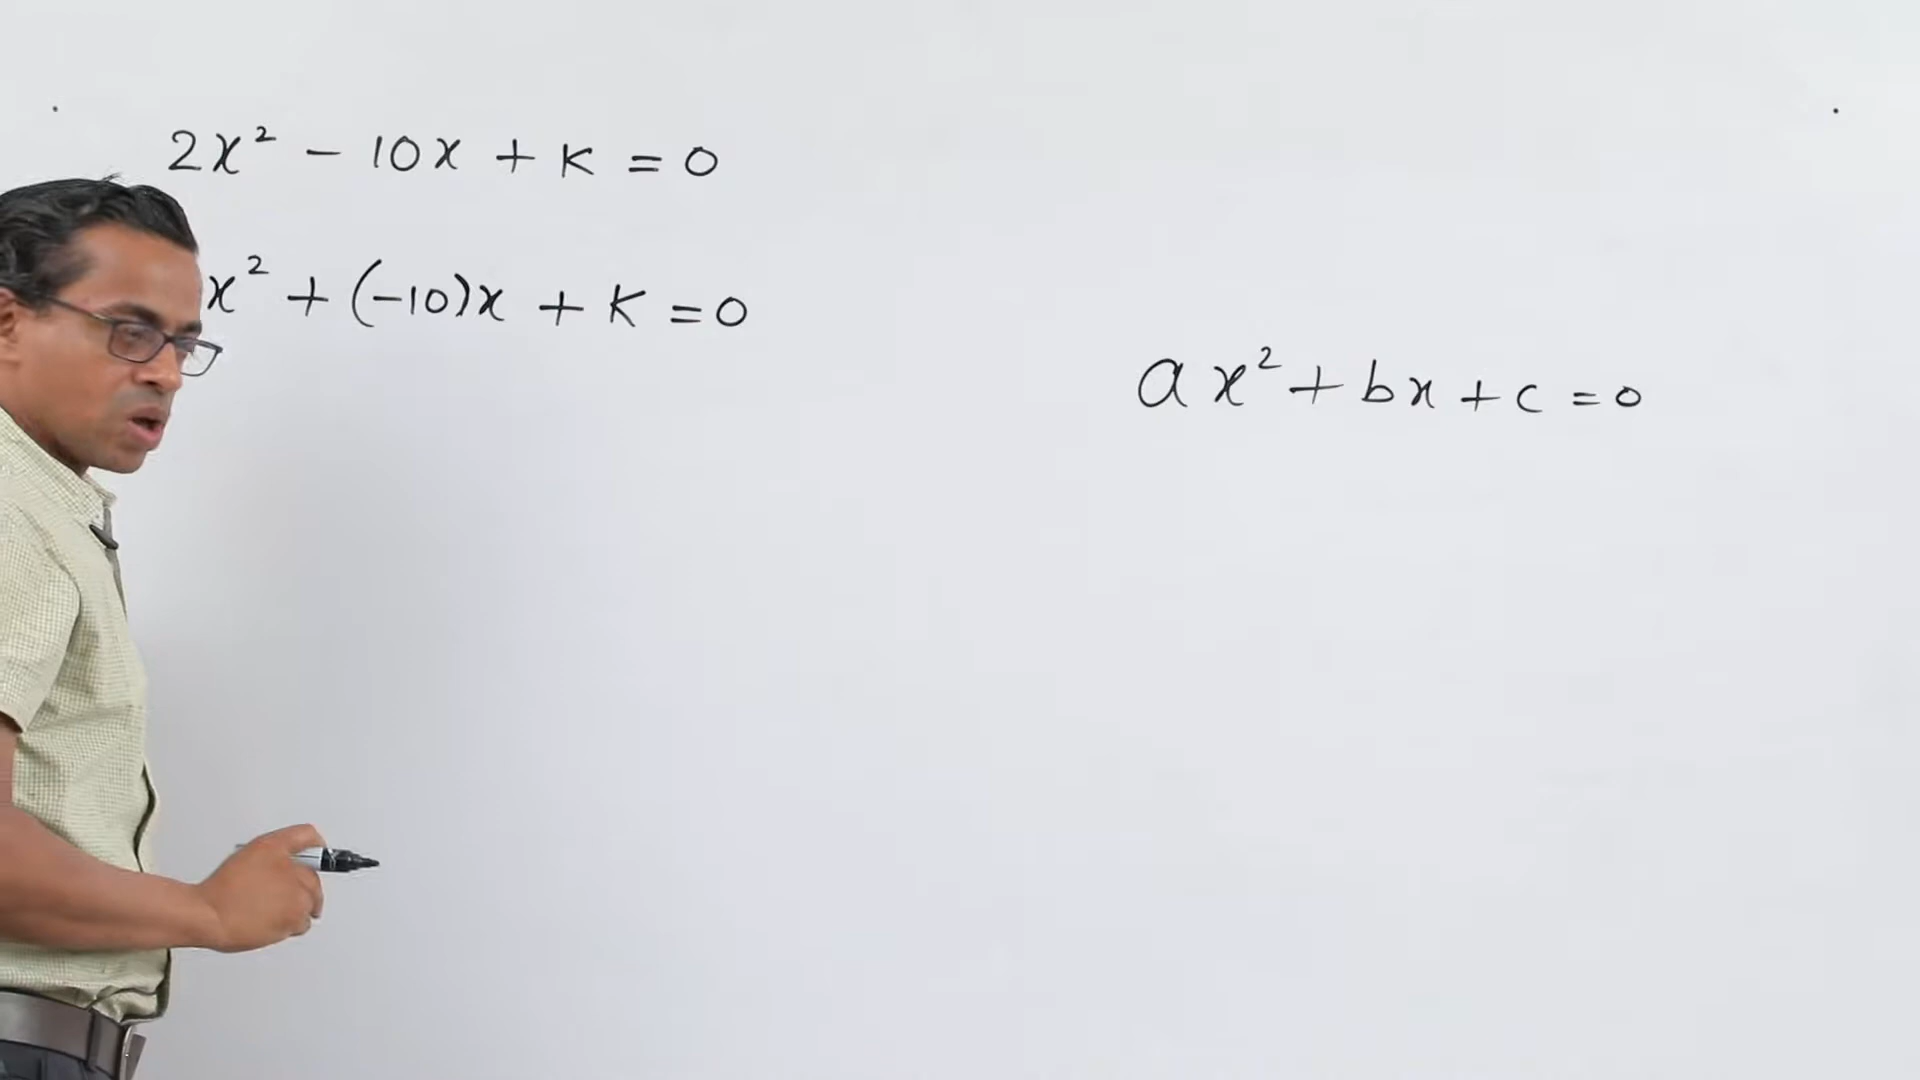 2x² - 10x + k = 0
x² + (-10)x + k = 0
ax² + bx + c = 0